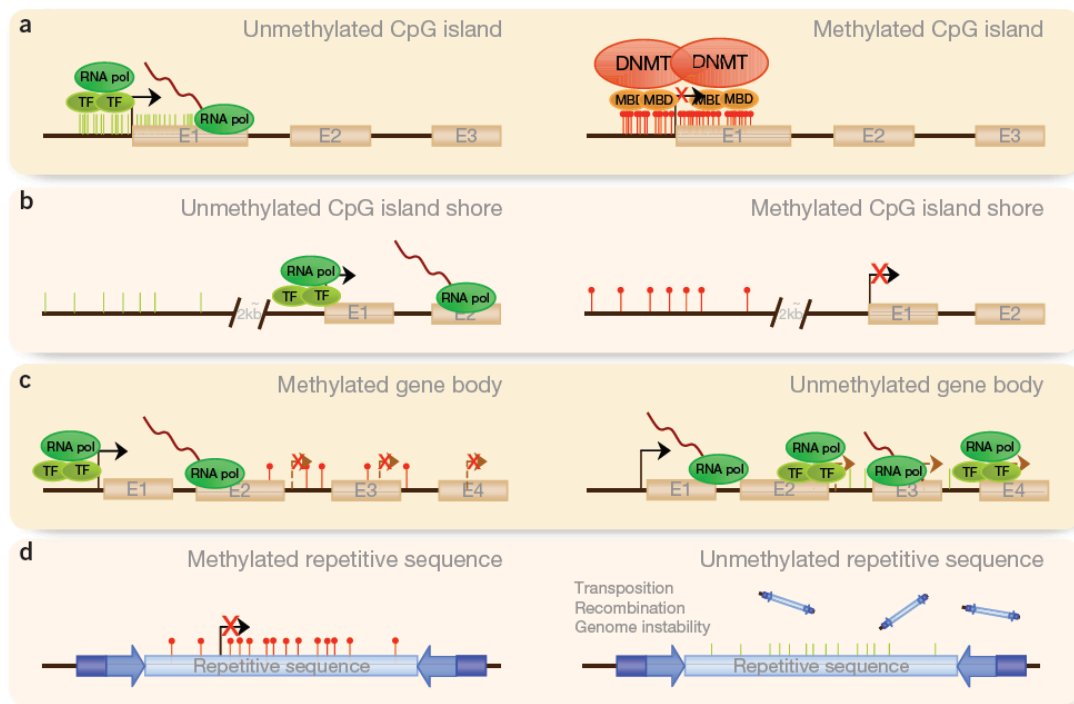 a
Unmethylated CpG island
Methylated CpG island
RNA pol
TF TF
RNA pol
E1 E2 E3
DNMT DNMT
MBD MBD MBD MBD
X
E1 E2 E3
b
Unmethylated CpG island shore
Methylated CpG island shore
RNA pol
TF TF
RNA pol
~
2kb
E1 E2
X
~
2kb
E1 E2
c
Methylated gene body
Unmethylated gene body
RNA pol
TF TF
RNA pol
X X X
E1 E2 E3 E4
RNA pol
RNA pol
TF TF
RNA pol
RNA pol
TF TF
E1 E2 E3 E4
d
Methylated repetitive sequence
Unmethylated repetitive sequence
X
Repetitive sequence
Transposition
Recombination
Genome instability
Repetitive sequence